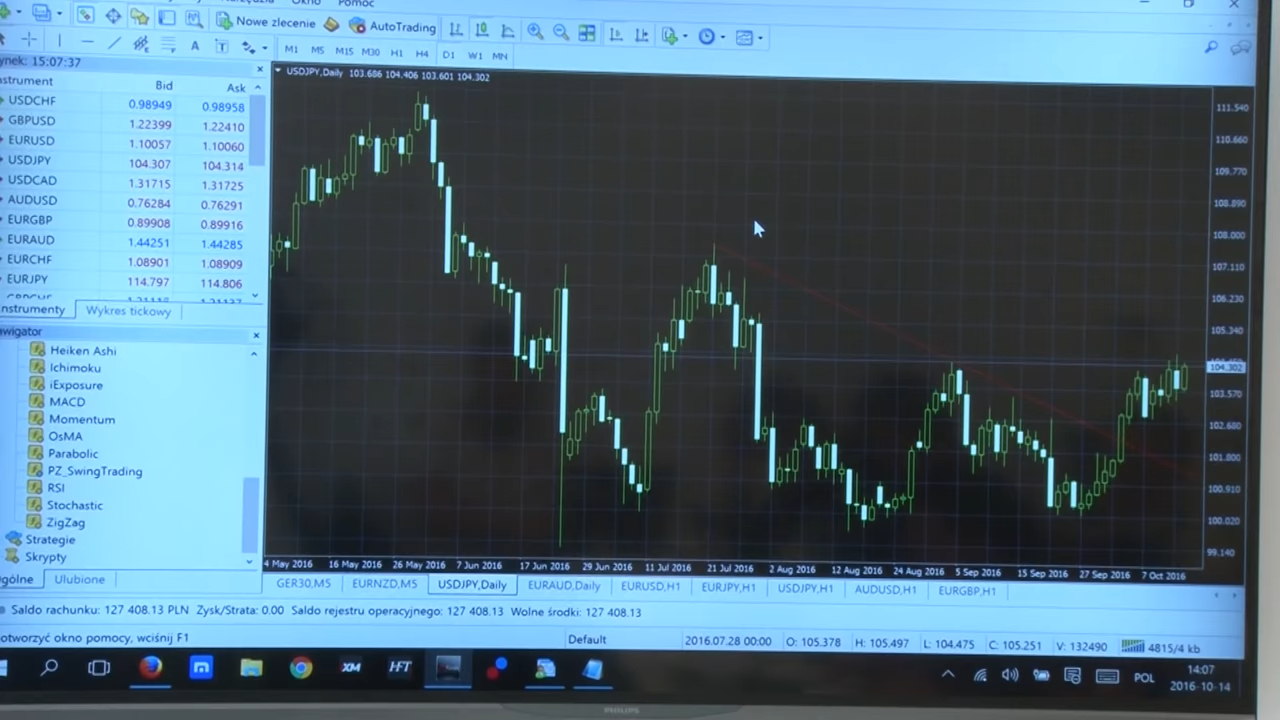 Okno
Pomoc
Nowe zlecenie
AutoTrading
A
T
M1 M5 M15 M30 H1 H4 D1 W1 MN
ynek: 15:07:37
nstrument Bid Ask
USDCHF 0.98949 0.98958
GBPUSD 1.22399 1.22410
EURUSD 1.10057 1.10060
USDJPY 104.307 104.314
USDCAD 1.31715 1.31725
AUDUSD 0.76284 0.76291
EURGBP 0.89908 0.89916
EURAUD 1.44251 1.44285
EURCHF 1.08901 1.08909
EURJPY 114.797 114.806
nstrumenty Wykres tickowy
awigator
Heiken Ashi
Ichimoku
iExposure
MACD
Momentum
OsMA
Parabolic
PZ_SwingTrading
RSI
Stochastic
ZigZag
Strategie
Skrypty
gólne Ulubione
USDJPY,Daily 103.686 104.406 103.601 104.302
111.540
110.660
109.770
108.890
108.000
107.110
106.230
105.340
104.302
103.570
102.680
101.800
100.910
100.020
99.140
4 May 2016 16 May 2016 26 May 2016 7 Jun 2016 17 Jun 2016 29 Jun 2016 11 Jul 2016 21 Jul 2016 2 Aug 2016 12 Aug 2016 24 Aug 2016 5 Sep 2016 15 Sep 2016 27 Sep 2016 7 Oct 2016
GER30,M5 EURNZD,M5 USDJPY,Daily EURAUD,Daily EURUSD,H1 EURJPY,H1 USDJPY,H1 AUDUSD,H1 EURGBP,H1
Saldo rachunku: 127 408.13 PLN Zysk/Strata: 0.00 Saldo rejestru operacyjnego: 127 408.13 Wolne środki: 127 408.13
otworzyć okno pomocy, wciśnij F1 Default 2016.07.28 00:00 O: 105.378 H: 105.497 L: 104.475 C: 105.251 V: 132490 4815/4 kb
XM HFT POL 14:07
2016-10-14
PHILIPS